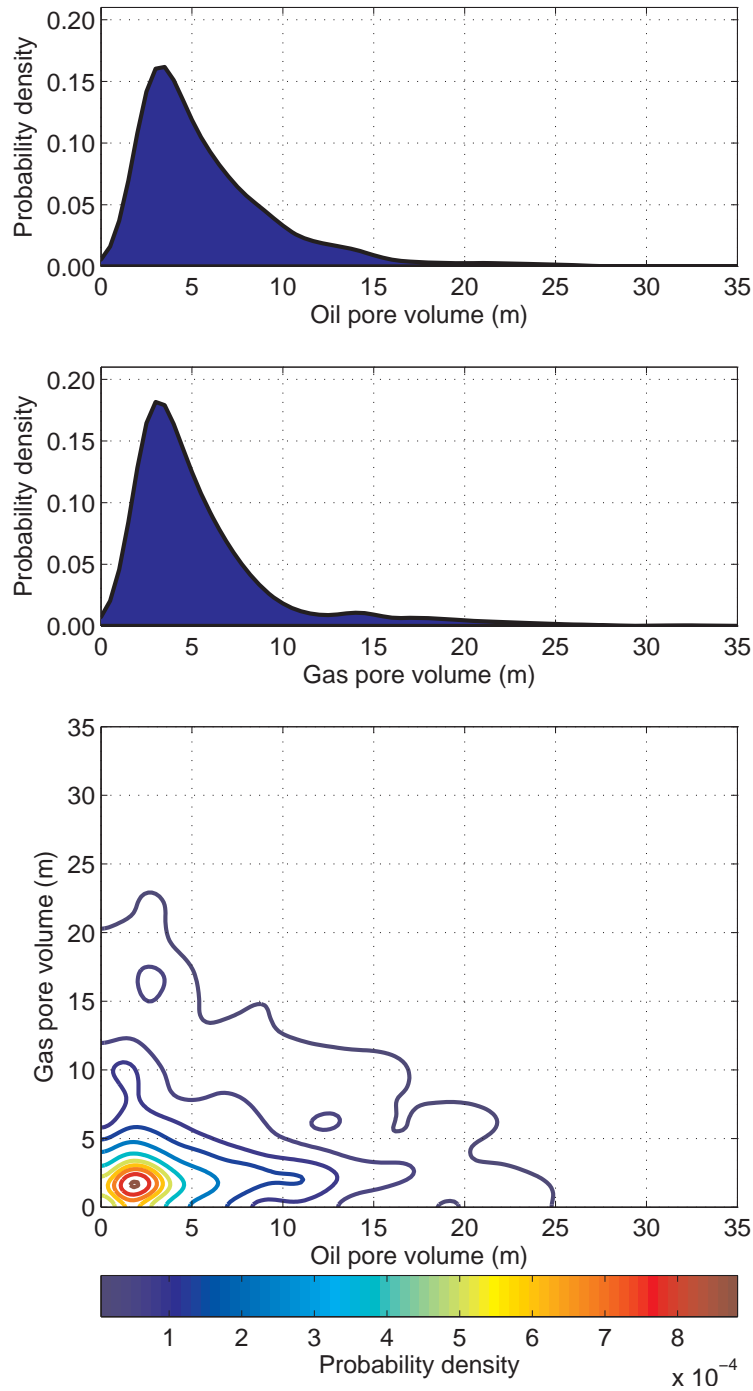 0.20
0.15
0.10
0.05
0.00
Probability density
0 5 10 15 20 25 30 35
Oil pore volume (m)
0.20
0.15
0.10
0.05
0.00
Probability density
0 5 10 15 20 25 30 35
Gas pore volume (m)
35
30
25
20
15
10
5
0
Gas pore volume (m)
0 5 10 15 20 25 30 35
Oil pore volume (m)
1 2 3 4 5 6 7 8
Probability density
x 10⁻⁴